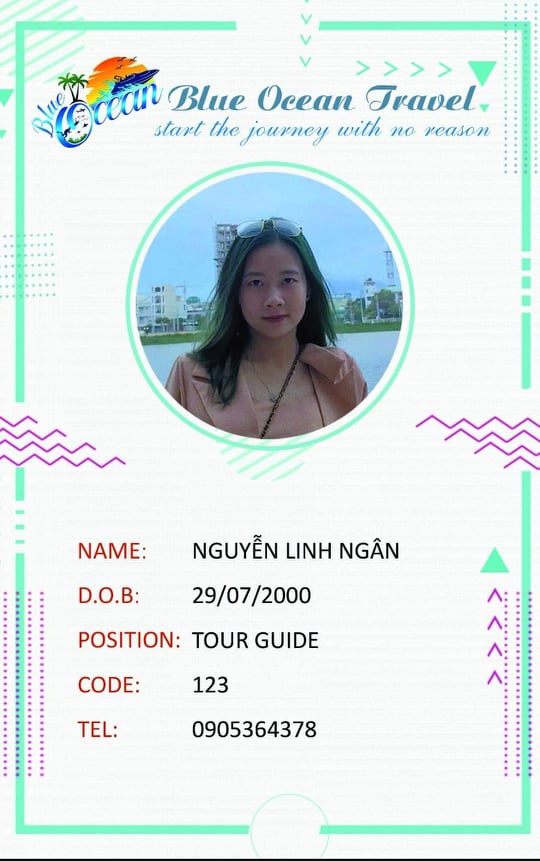 Blue Ocean
Blue Ocean Travel
start the journey with no reason
NAME: NGUYỄN LINH NGÂN
D.O.B: 29/07/2000
POSITION: TOUR GUIDE
CODE: 123
TEL: 0905364378